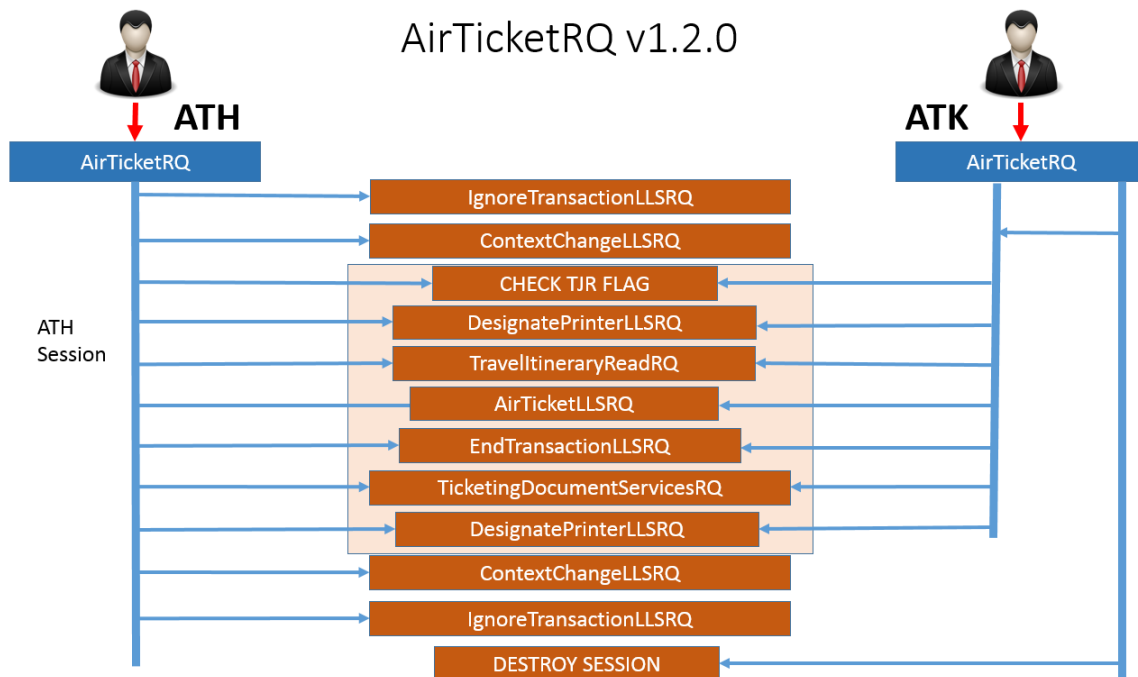 AirTicketRQ v1.2.0
ATH
ATK
AirTicketRQ
AirTicketRQ
IgnoreTransactionLLSRQ
ContextChangeLLSRQ
CHECK TJR FLAG
DesignatePrinterLLSRQ
ATH
Session
TravelItineraryReadRQ
AirTicketLLSRQ
EndTransactionLLSRQ
TicketingDocumentServicesRQ
DesignatePrinterLLSRQ
ContextChangeLLSRQ
IgnoreTransactionLLSRQ
DESTROY SESSION